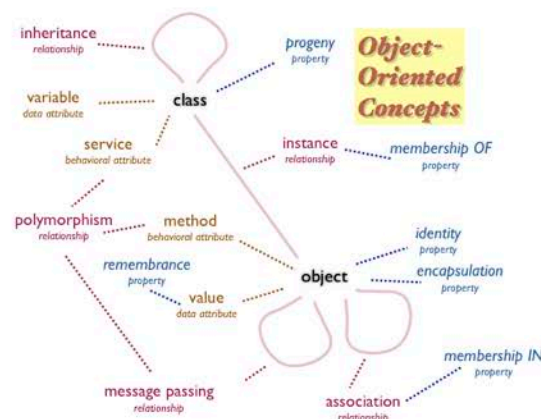 inheritance
relationship
progeny
property
Object-
Oriented
Concepts
variable
data attribute
class
service
behavioral attribute
instance
relationship
membership OF
property
polymorphism
relationship
method
behavioral attribute
identity
property
remembrance
property
object
encapsulation
property
value
data attribute
membership IN
property
message passing
relationship
association
relationship